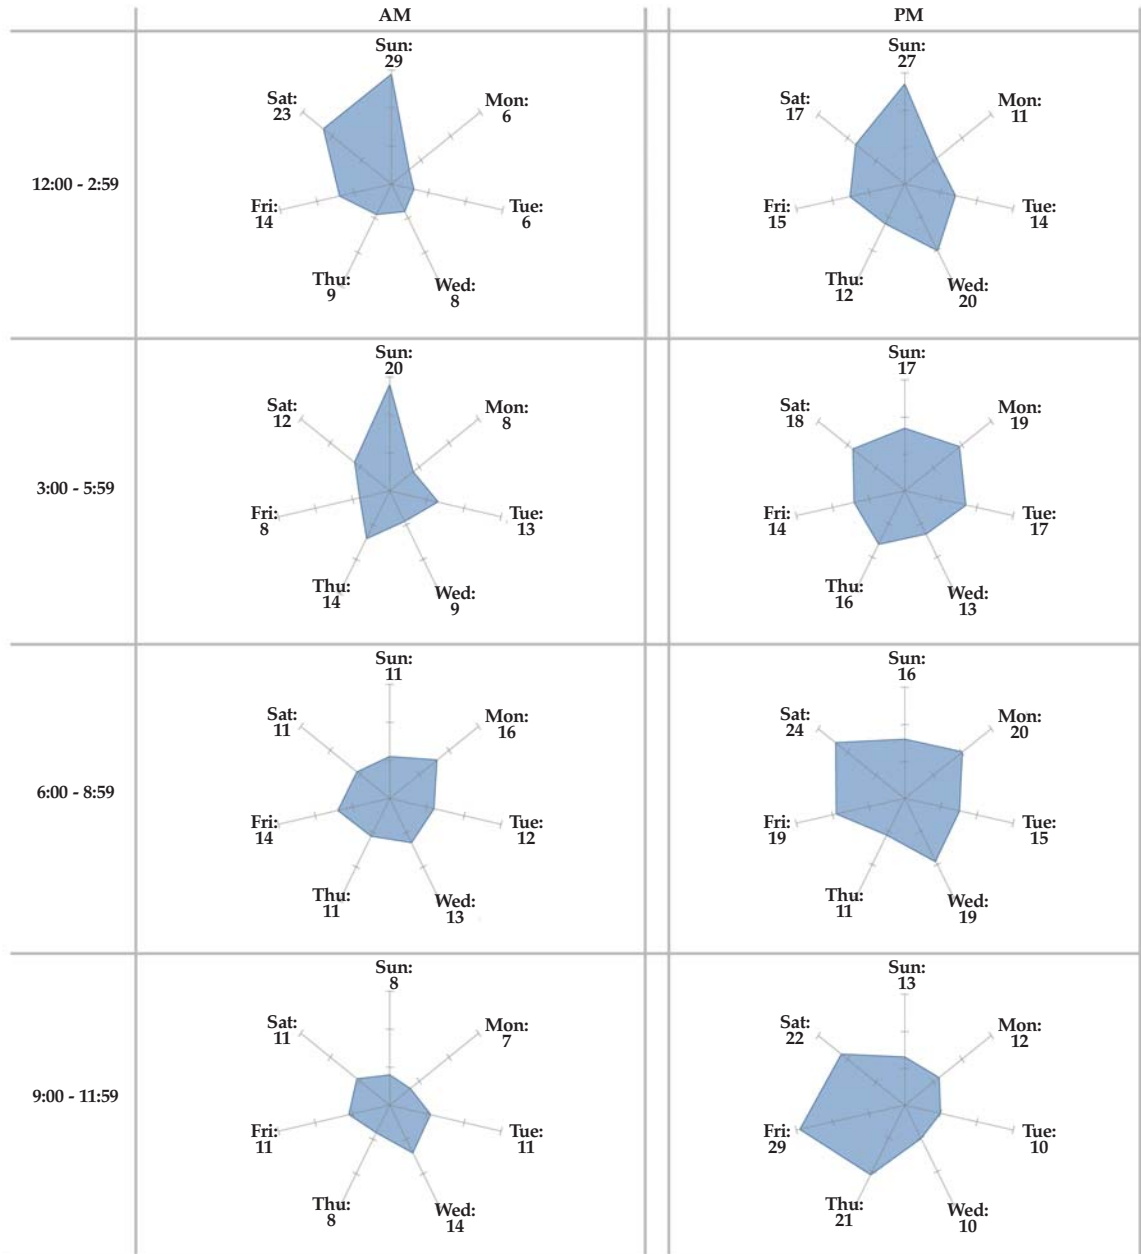 AM
PM
12:00 - 2:59
Sun:
29
Mon:
6
Tue:
6
Wed:
8
Thu:
9
Fri:
14
Sat:
23
Sun:
27
Mon:
11
Tue:
14
Wed:
20
Thu:
12
Fri:
15
Sat:
17
3:00 - 5:59
Sun:
20
Mon:
8
Tue:
13
Wed:
9
Thu:
14
Fri:
8
Sat:
12
Sun:
17
Mon:
19
Tue:
17
Wed:
13
Thu:
16
Fri:
14
Sat:
18
6:00 - 8:59
Sun:
11
Mon:
16
Tue:
12
Wed:
13
Thu:
11
Fri:
14
Sat:
11
Sun:
16
Mon:
20
Tue:
15
Wed:
19
Thu:
11
Fri:
19
Sat:
24
9:00 - 11:59
Sun:
8
Mon:
7
Tue:
11
Wed:
14
Thu:
8
Fri:
11
Sat:
11
Sun:
13
Mon:
12
Tue:
10
Wed:
10
Thu:
21
Fri:
29
Sat:
22